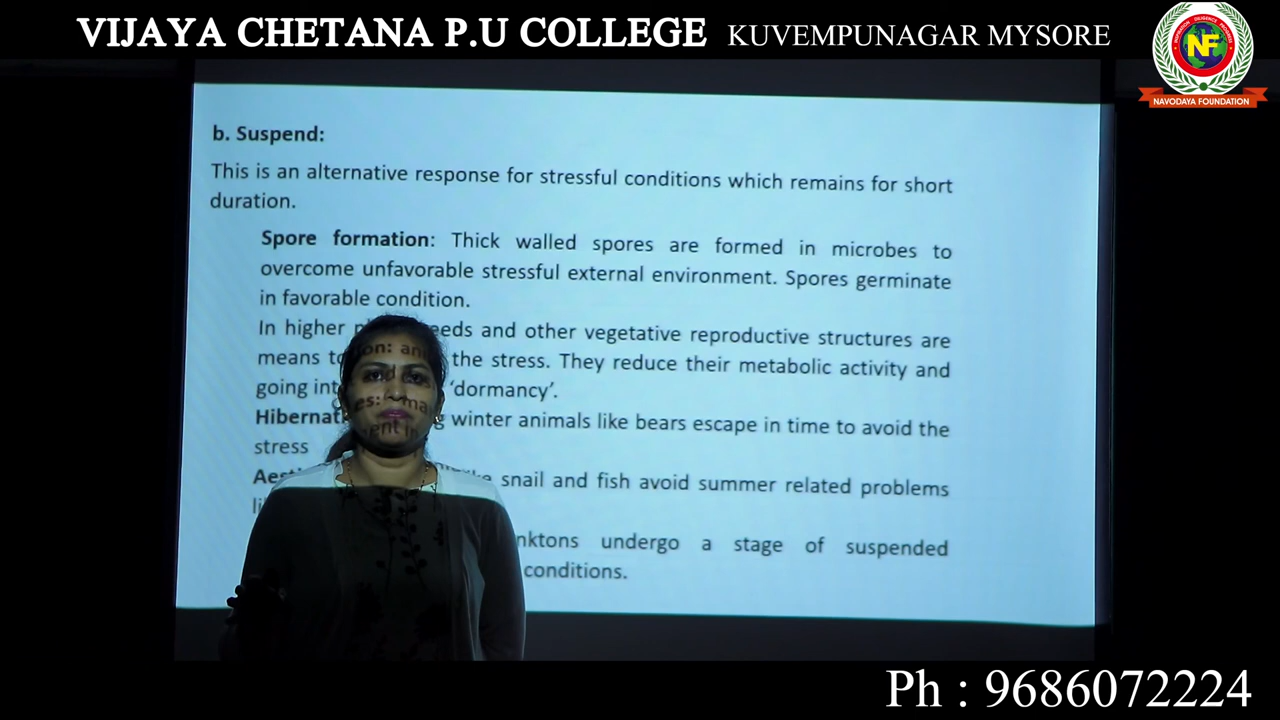 VIJAYA CHETANA P.U COLLEGE KUVEMPUNAGAR MYSORE
NF
NAVODAYA FOUNDATION
b. Suspend:
This is an alternative response for stressful conditions which remains for short
duration.
Spore formation: Thick walled spores are formed in microbes to
overcome unfavorable stressful external environment. Spores germinate
in favorable condition.
In higher and other vegetative reproductive structures are
means the stress. They reduce their metabolic activity and
going ‘dormancy’.
winter animals like bears escape in time to avoid the
stress
snail and fish avoid summer related problems
undergo a stage of suspended
conditions.
Ph : 9686072224